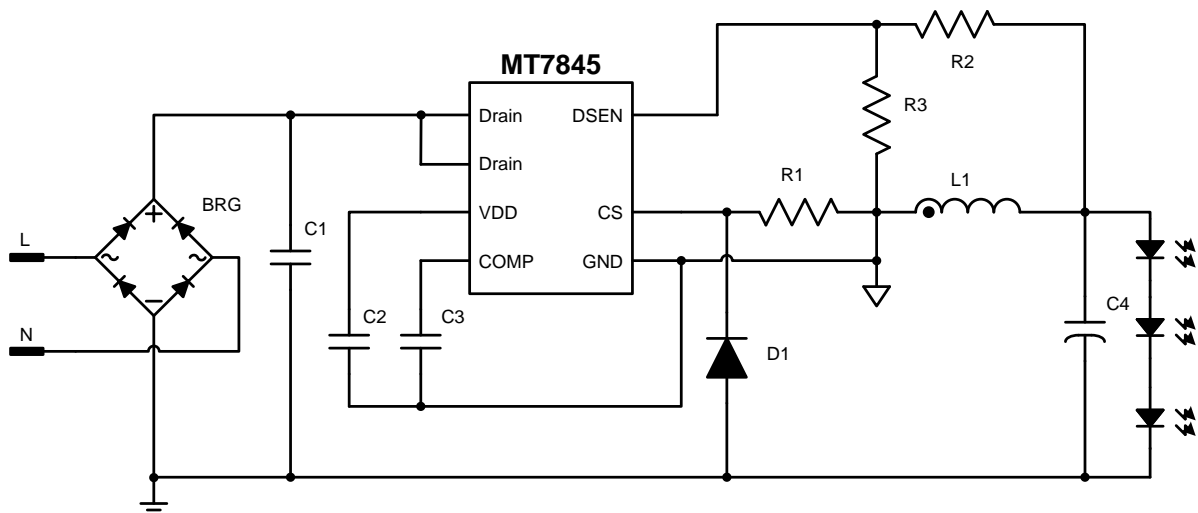 R2
MT7845
R3
Drain
DSEN
Drain
R1
L1
BRG
VDD
CS
L
C1
COMP
GND
C4
C2
C3
N
D1